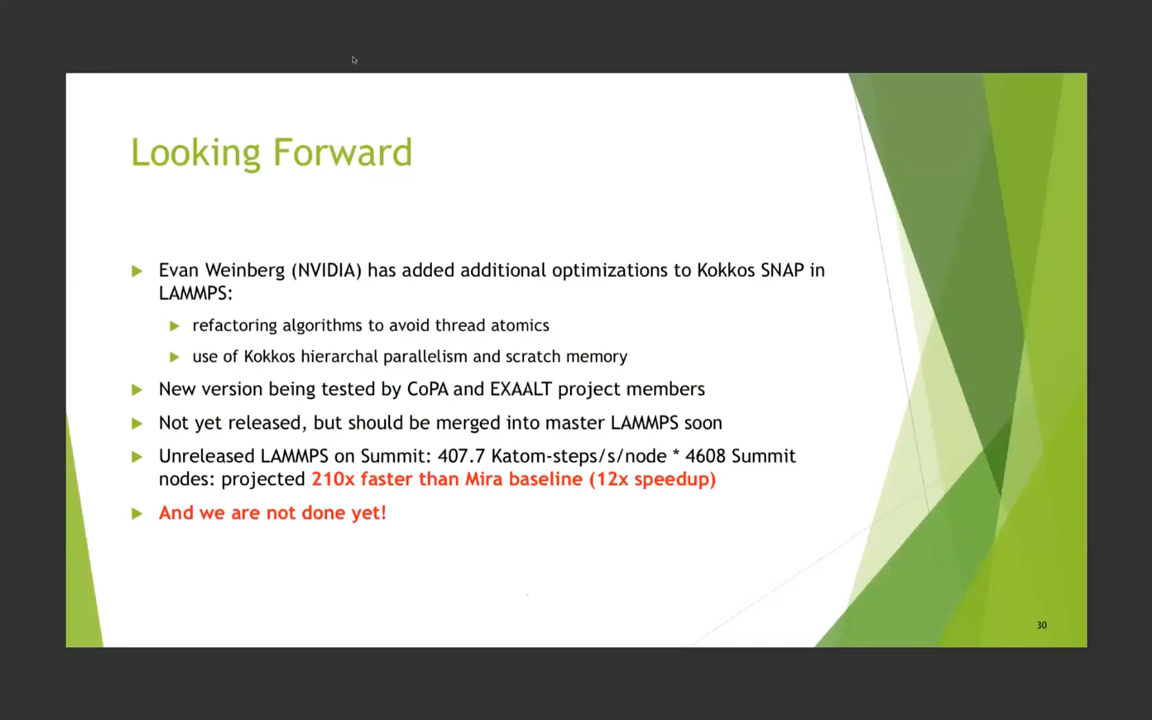 Looking Forward
Evan Weinberg (NVIDIA) has added additional optimizations to Kokkos SNAP in
LAMMPS:
refactoring algorithms to avoid thread atomics
use of Kokkos hierarchal parallelism and scratch memory
New version being tested by CoPA and EXAALT project members
Not yet released, but should be merged into master LAMMPS soon
Unreleased LAMMPS on Summit: 407.7 Katom-steps/s/node * 4608 Summit
nodes: projected 210x faster than Mira baseline (12x speedup)
And we are not done yet!
30